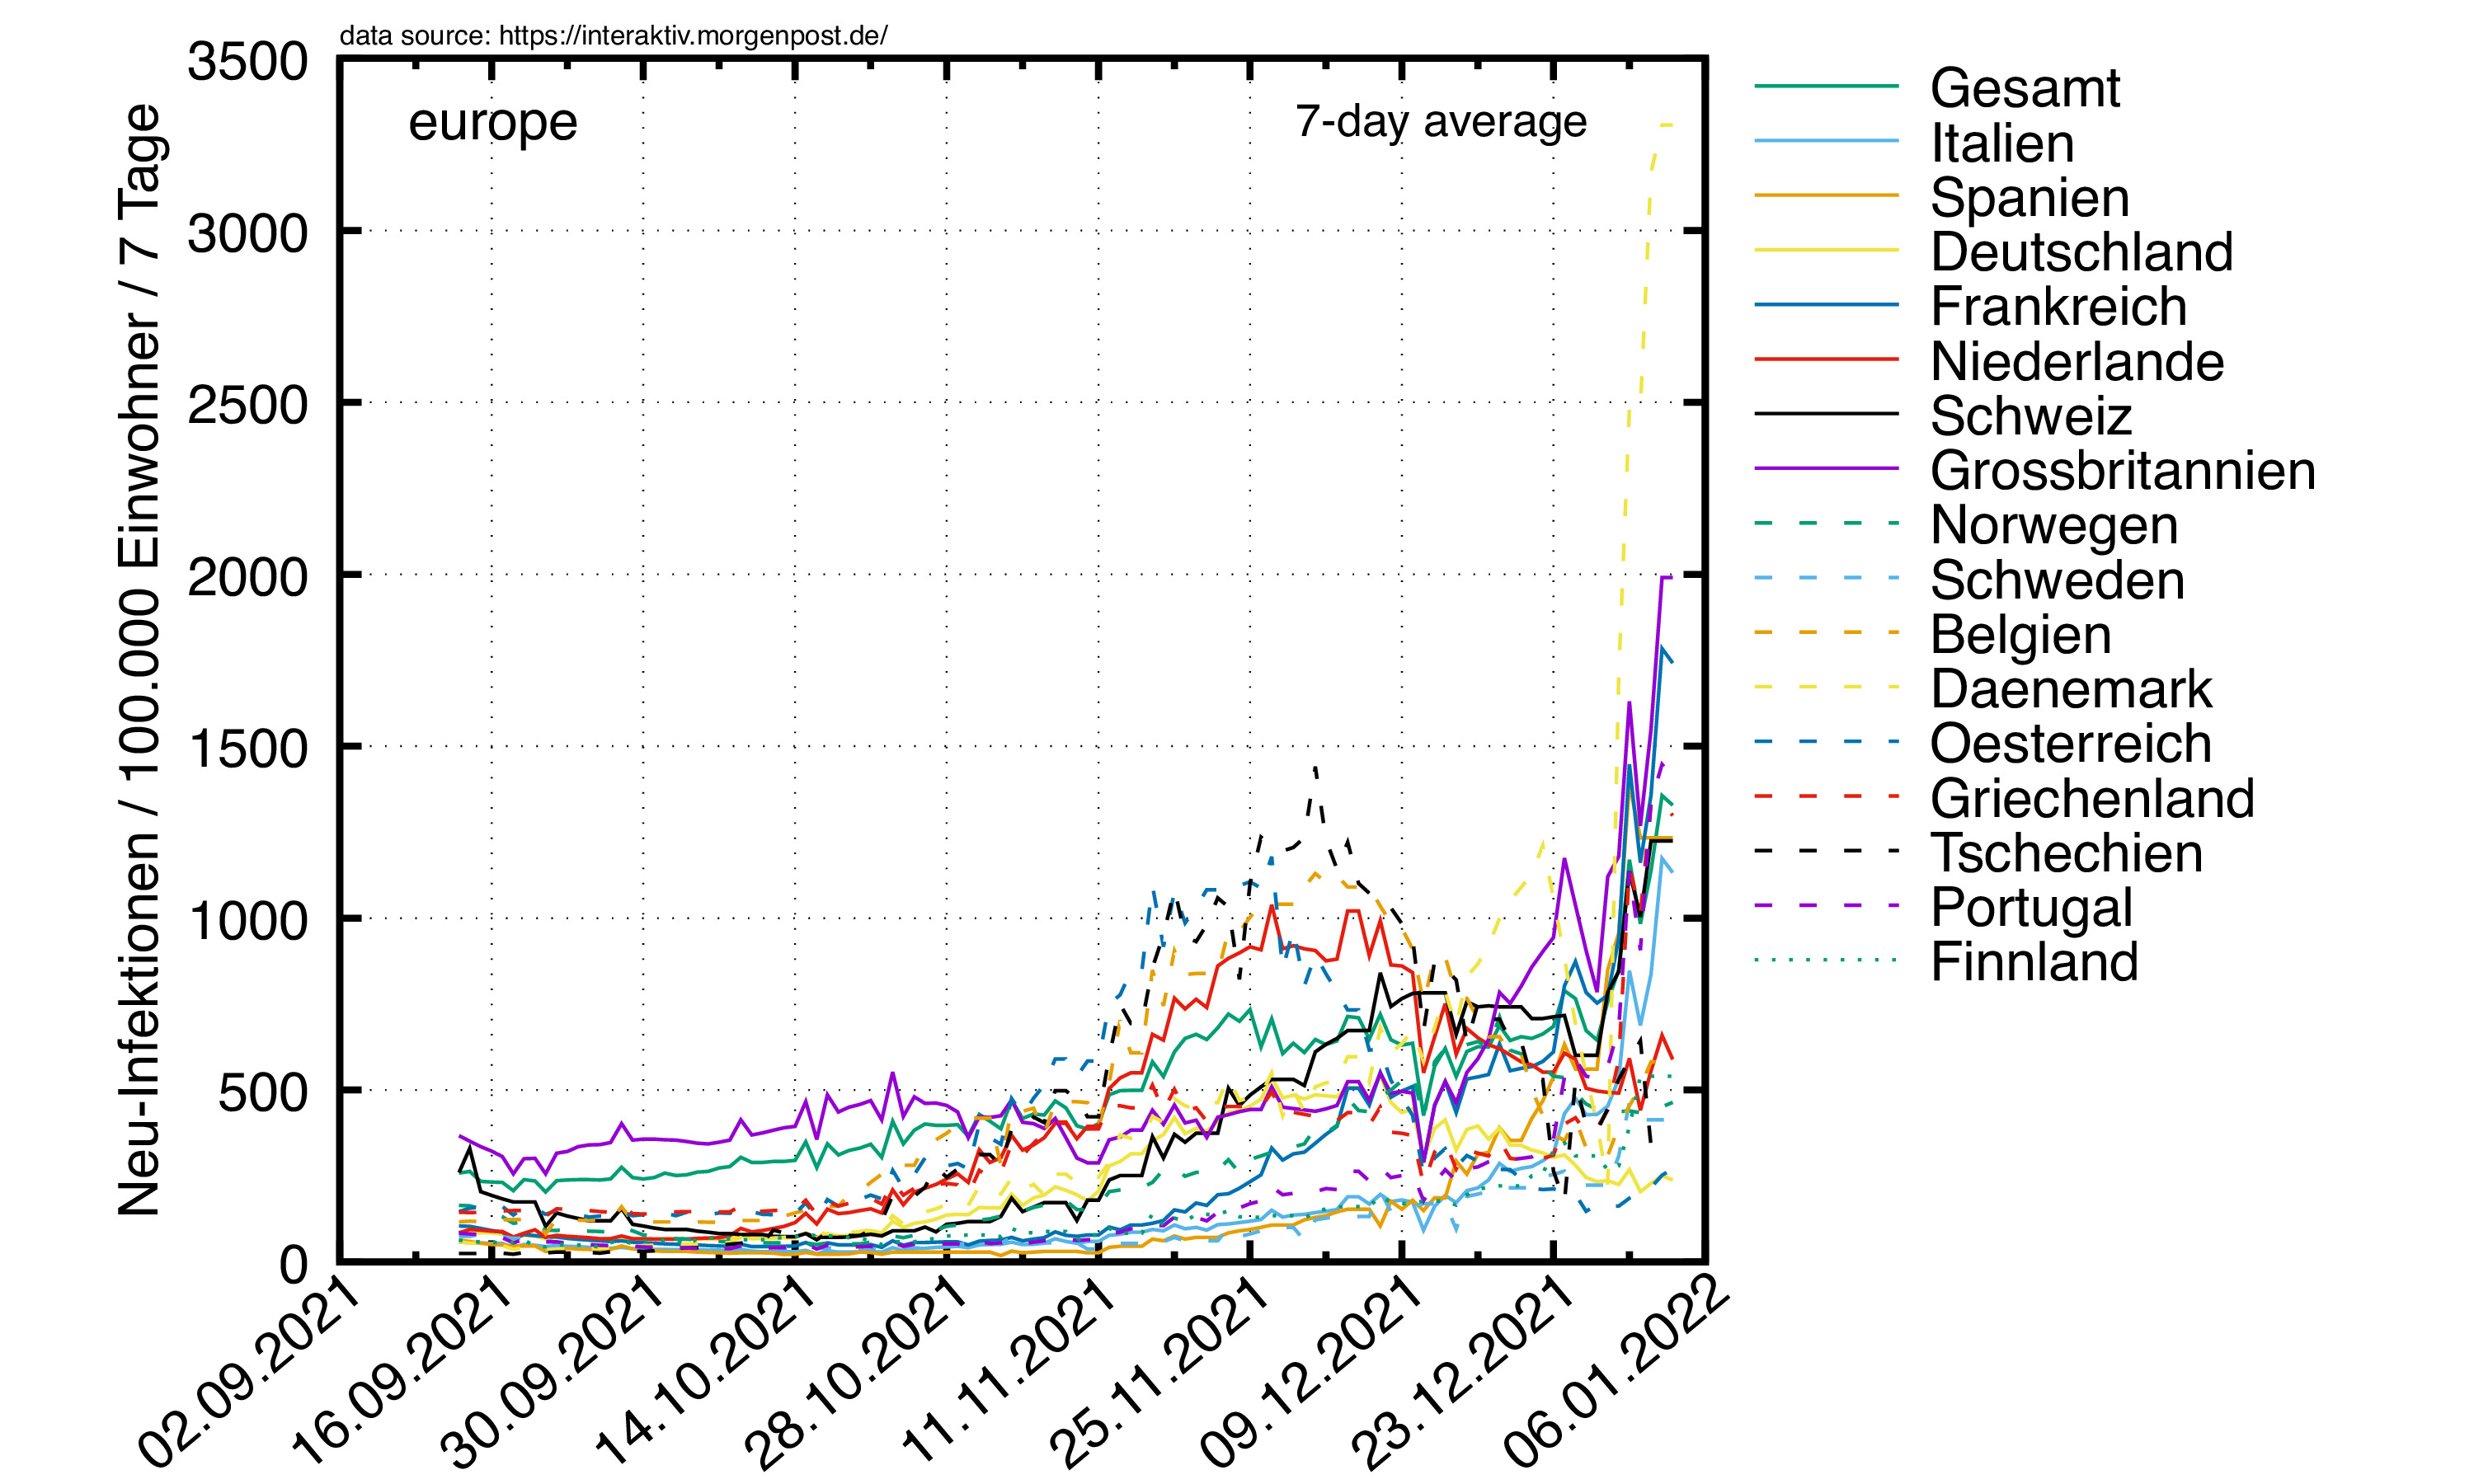 data source: https://interaktiv.morgenpost.de/
europe
7-day average
Neu-Infektionen / 100.000 Einwohner / 7 Tage
3500
3000
2500
2000
1500
1000
500
0
02.09.2021
16.09.2021
30.09.2021
14.10.2021
28.10.2021
11.11.2021
25.11.2021
09.12.2021
23.12.2021
06.01.2022
Gesamt
Italien
Spanien
Deutschland
Frankreich
Niederlande
Schweiz
Grossbritannien
Norwegen
Schweden
Belgien
Daenemark
Oesterreich
Griechenland
Tschechien
Portugal
Finnland